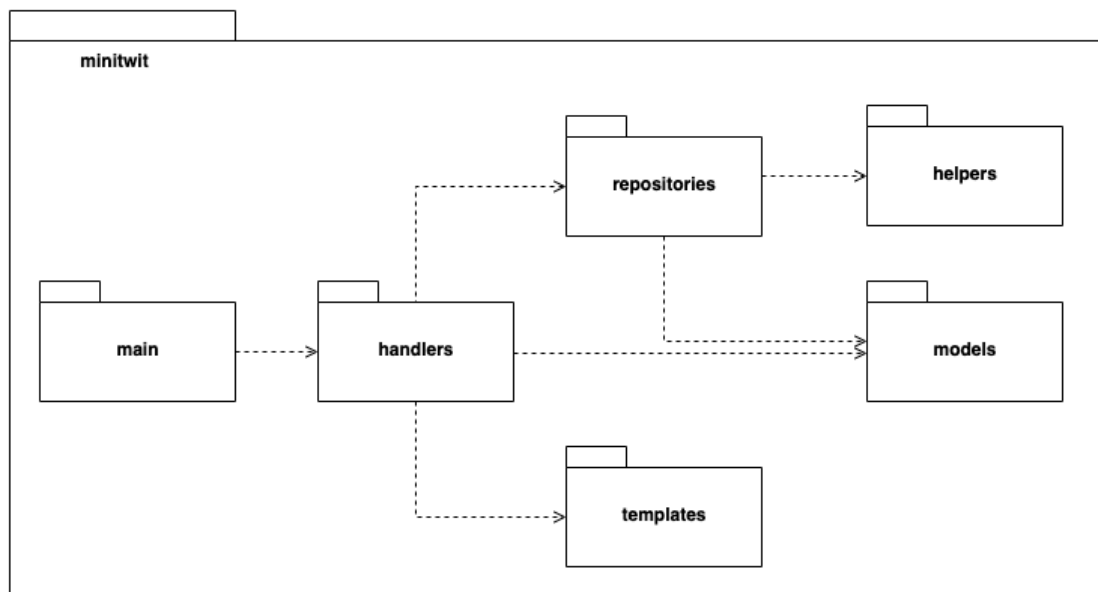 minitwit
repositories
helpers
main
handlers
models
templates